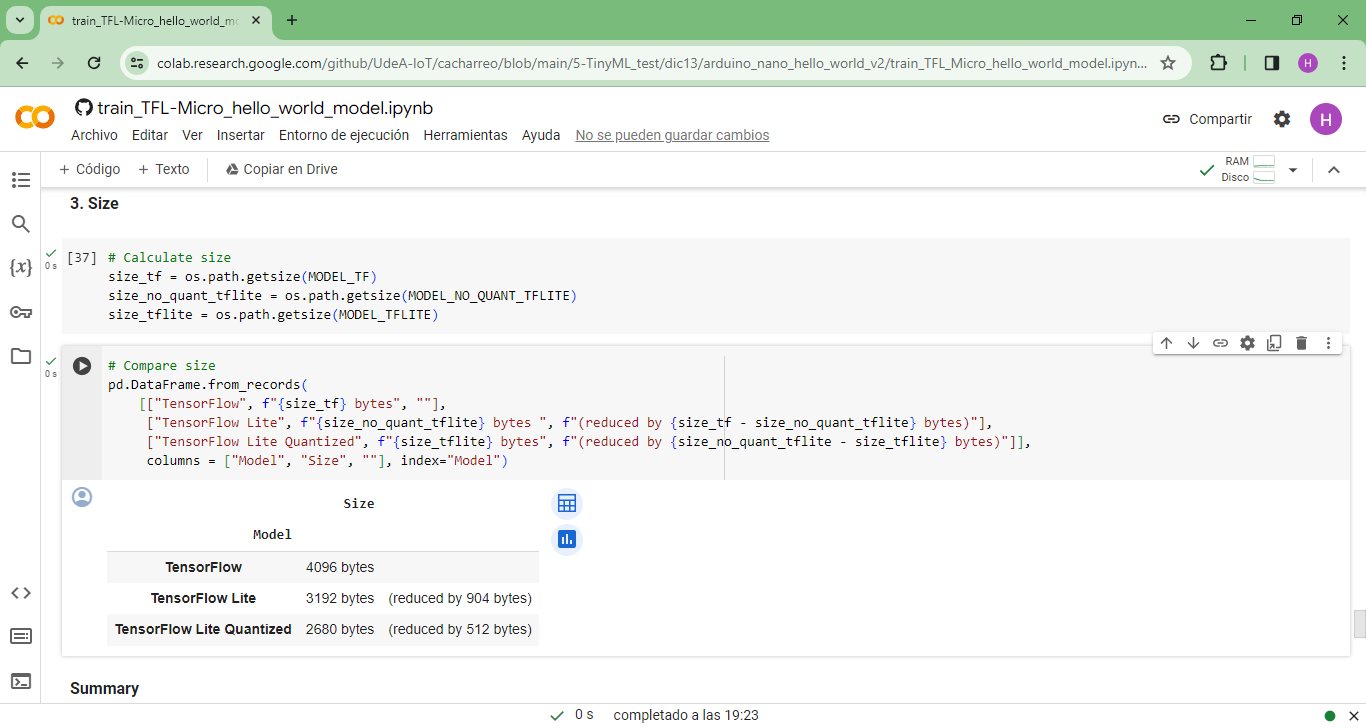 train_TFL-Micro_hello_world_mo
colab.research.google.com/github/UdeA-IoT/cacharreo/blob/main/5-TinyML_test/dic13/arduino_nano_hello_world_v2/train_TFL_Micro_hello_world_model.ipyn...
H
train_TFL-Micro_hello_world_model.ipynb
Archivo Editar Ver Insertar Entorno de ejecución Herramientas Ayuda No se pueden guardar cambios
Compartir
H
+ Código + Texto Copiar en Drive
RAM
Disco
3. Size
0 s
[37] # Calculate size
size_tf = os.path.getsize(MODEL_TF)
size_no_quant_tflite = os.path.getsize(MODEL_NO_QUANT_TFLITE)
size_tflite = os.path.getsize(MODEL_TFLITE)
0 s
# Compare size
pd.DataFrame.from_records(
[["TensorFlow", f"{size_tf} bytes", ""],
["TensorFlow Lite", f"{size_no_quant_tflite} bytes ", f"(reduced by {size_tf - size_no_quant_tflite} bytes)"],
["TensorFlow Lite Quantized", f"{size_tflite} bytes", f"(reduced by {size_no_quant_tflite - size_tflite} bytes)"]],
columns = ["Model", "Size", ""], index="Model")
Size
Model
TensorFlow 4096 bytes
TensorFlow Lite 3192 bytes (reduced by 904 bytes)
TensorFlow Lite Quantized 2680 bytes (reduced by 512 bytes)
Summary
0 s completado a las 19:23